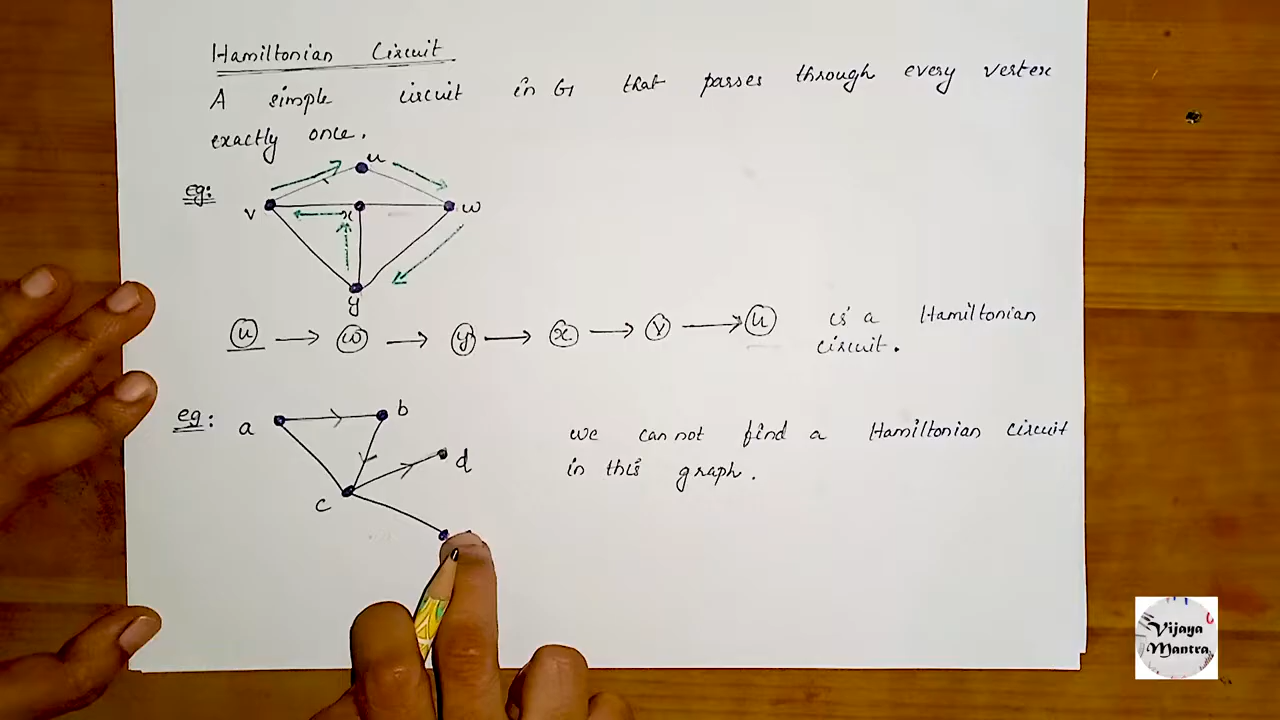 Hamiltonian Circuit
A simple circuit in G that passes through every vertex
exactly once.
u
eg:
v x w
y
u → w → y → x → v → u is a Hamiltonian
circuit.
eg: a b we can not find a Hamiltonian circuit
d in this graph.
c
Vijaya
Mantra